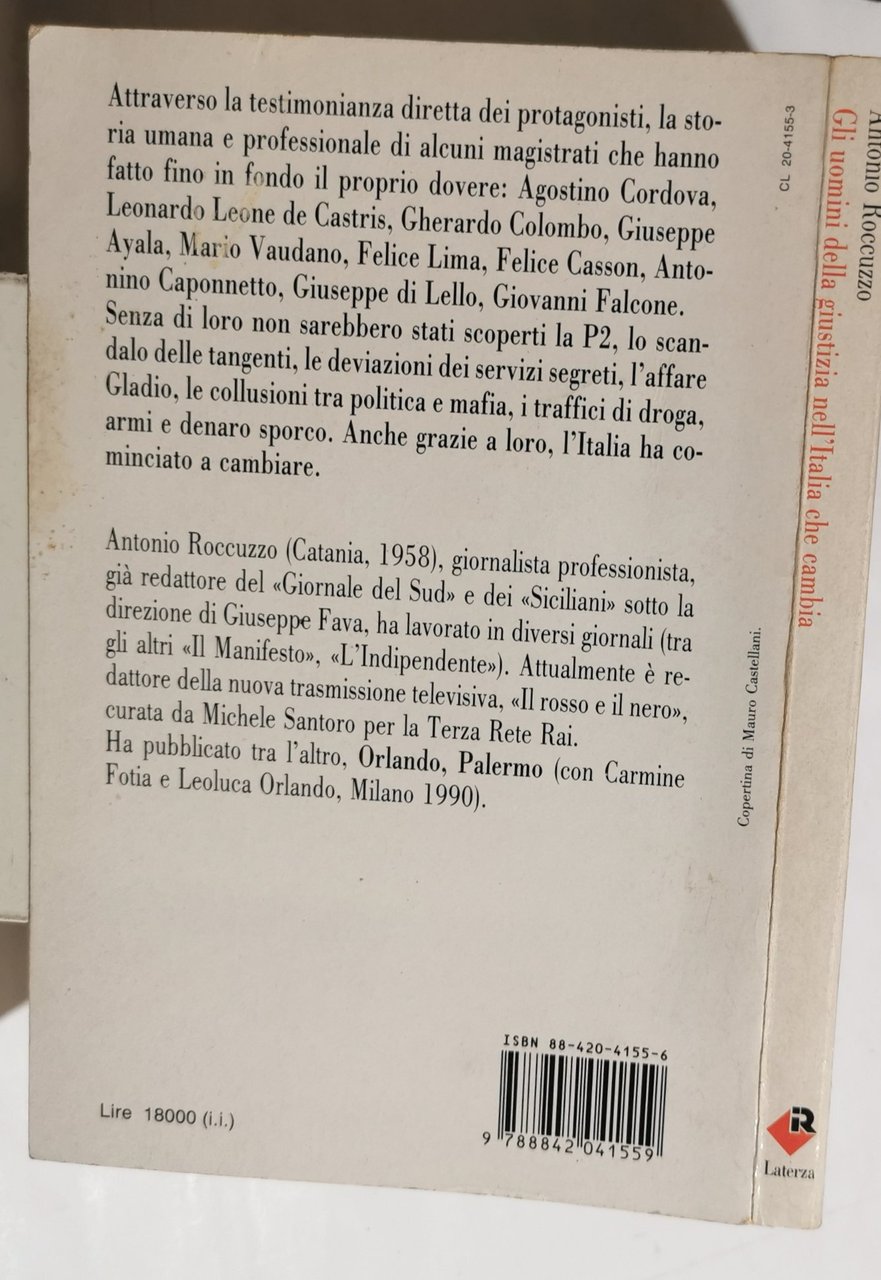 Attraverso la testimonianza diretta dei protagonisti, la sto-
ria umana e professionale di alcuni magistrati che hanno
fatto fino in fondo il proprio dovere: Agostino Cordova,
Leonardo Leone de Castris, Gherardo Colombo, Giuseppe
Ayala, Mario Vaudano, Felice Lima, Felice Casson, Anto-
nino Caponnetto, Giuseppe di Lello, Giovanni Falcone.
Senza di loro non sarebbero stati scoperti la P2, lo scan-
dalo delle tangenti, le deviazioni dei servizi segreti, l'affare
Gladio, le collusioni tra politica e mafia, i traffici di droga,
armi e denaro sporco. Anche grazie a loro, l'Italia ha co-
minciato a cambiare.
Antonio Roccuzzo (Catania, 1958), giornalista professionista,
già redattore del «Giornale del Sud» e dei «Siciliani» sotto la
direzione di Giuseppe Fava, ha lavorato in diversi giornali (tra
gli altri «Il Manifesto», «L'Indipendente»). Attualmente è re-
dattore della nuova trasmissione televisiva, «Il rosso e il nero»,
curata da Michele Santoro per la Terza Rete Rai.
Ha pubblicato tra l'altro, Orlando, Palermo (con Carmine
Fotia e Leoluca Orlando, Milano 1990).
Lire 18000 (i.i.)
ISBN 88-420-4155-6
9 788842 041559
CL 20-4155-3
Copertina di Mauro Castellani.
Antonio Roccuzzo
Gli uomini della giustizia nell'Italia che cambia
Laterza